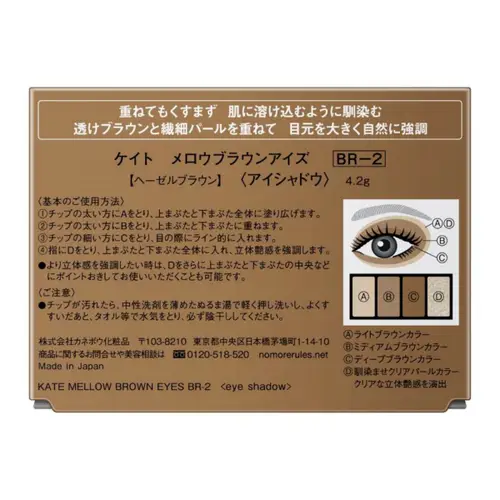 重ねてもくすまず 肌に溶け込むように馴染む
透けブラウンと繊細パールを重ねて 目元を大きく自然に強調
ケイト メロウブラウンアイズ BR-2
【ヘーゼルブラウン】 〈アイシャドウ〉 4.2g
〈基本のご使用方法〉
①チップの太い方にAをとり、上まぶたと下まぶた全体に塗り広げます。
②チップの太い方にBをとり、上まぶたと下まぶたに重ねます。
③チップの細い方にCをとり、目の際にライン的に入れます。
④指にDをとり、上まぶたと下まぶた全体に入れ、立体艶感を強調します。
●より立体感を強調したい時は、Dをさらに上まぶたと下まぶたの中央など
にポイントおきしてお使いいただくのもおすすめです。
〈ご注意〉
・チップが汚れたら、中性洗剤を薄めたぬるま湯で軽く押し洗いし、よくす
すいだあと、タオル等で水気をとり、必ず陰干ししてください。
株式会社カネボウ化粧品 〒103-8210 東京都中央区日本橋茅場町1-14-10
商品に関するお問合せや美容相談は 0120-518-520 nomorerules.net
Made in Japan
KATE MELLOW BROWN EYES BR-2 <eye shadow>
ⒶⒹ
Ⓑ
Ⓒ
Ⓐ Ⓑ Ⓒ Ⓓ
Ⓐライトブラウンカラー
Ⓑミディアムブラウンカラー
Ⓒディープブラウンカラー
Ⓓ馴染ませクリアパールカラー
クリアな立体艶感を演出